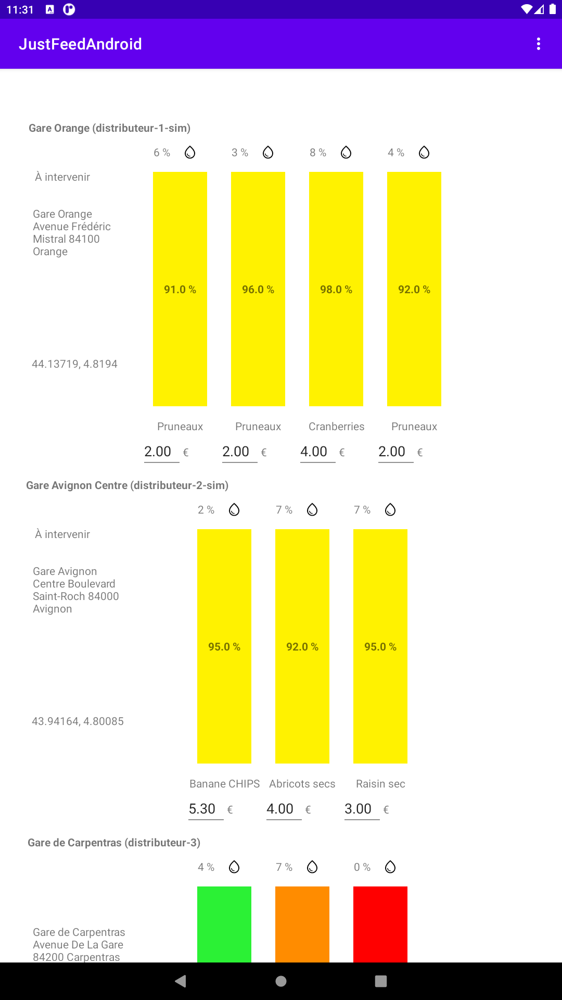 11:31
JustFeedAndroid
Gare Orange (distributeur-1-sim)
6 % 3 % 8 % 4 %
À intervenir
Gare Orange
Avenue Frédéric
Mistral 84100
Orange
91.0 % 96.0 % 98.0 % 92.0 %
44.13719, 4.8194
Pruneaux Pruneaux Cranberries Pruneaux
2.00 € 2.00 € 4.00 € 2.00 €
Gare Avignon Centre (distributeur-2-sim)
2 % 7 % 7 %
À intervenir
Gare Avignon
Centre Boulevard
Saint-Roch 84000
Avignon
95.0 % 92.0 % 95.0 %
43.94164, 4.80085
Banane CHIPS Abricots secs Raisin sec
5.30 € 4.00 € 3.00 €
Gare de Carpentras (distributeur-3)
4 % 7 % 0 %
Gare de Carpentras
Avenue De La Gare
84200 Carpentras